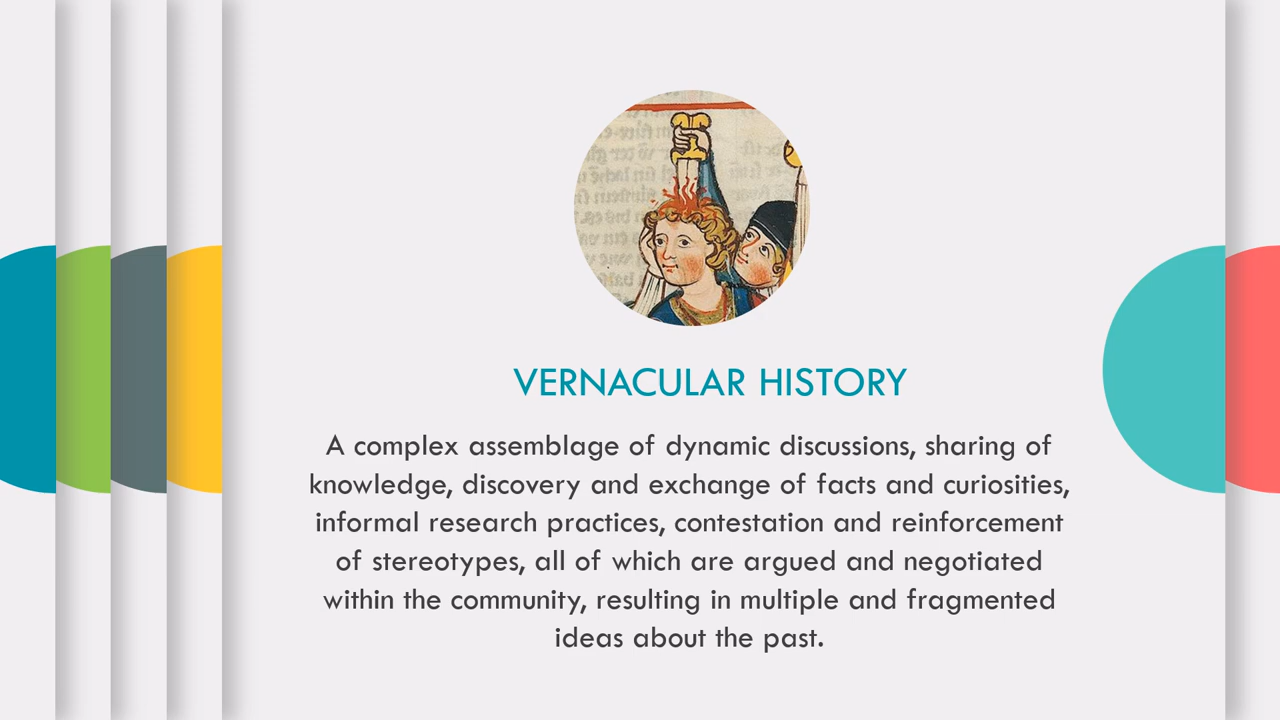 VERNACULAR HISTORY
A complex assemblage of dynamic discussions, sharing of
knowledge, discovery and exchange of facts and curiosities,
informal research practices, contestation and reinforcement
of stereotypes, all of which are argued and negotiated
within the community, resulting in multiple and fragmented
ideas about the past.